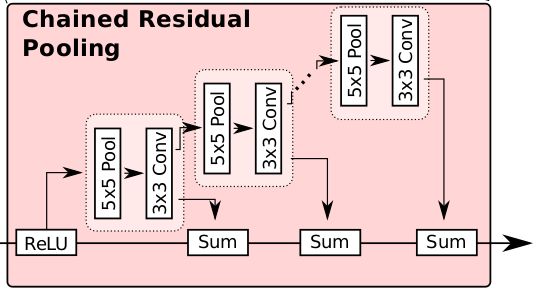 Chained Residual
Pooling
5x5 Pool
3x3 Conv
5x5 Pool
3x3 Conv
5x5 Pool
3x3 Conv
ReLU
Sum
Sum
Sum